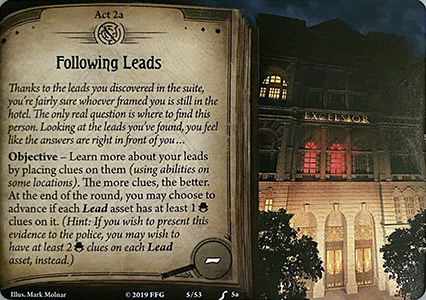 Act 2a
Following Leads
Thanks to the leads you discovered in the suite,
you're fairly sure whoever framed you is still in the
hotel. The only real question is where to find this
person. Looking at the leads you've found, you feel
like the answers are right in front of you…
Objective – Learn more about your leads
by placing clues on them (using abilities on
some locations). The more clues, the better.
At the end of the round, you may choose to
advance if each Lead asset has at least 1
clues on it. (Hint: If you wish to present this
evidence to the police, you may wish to
have at least 2 clues on each Lead
asset, instead.)
–
EXCELSIOR
Illus. Mark Molnar
© 2019 FFG
5/53
5a